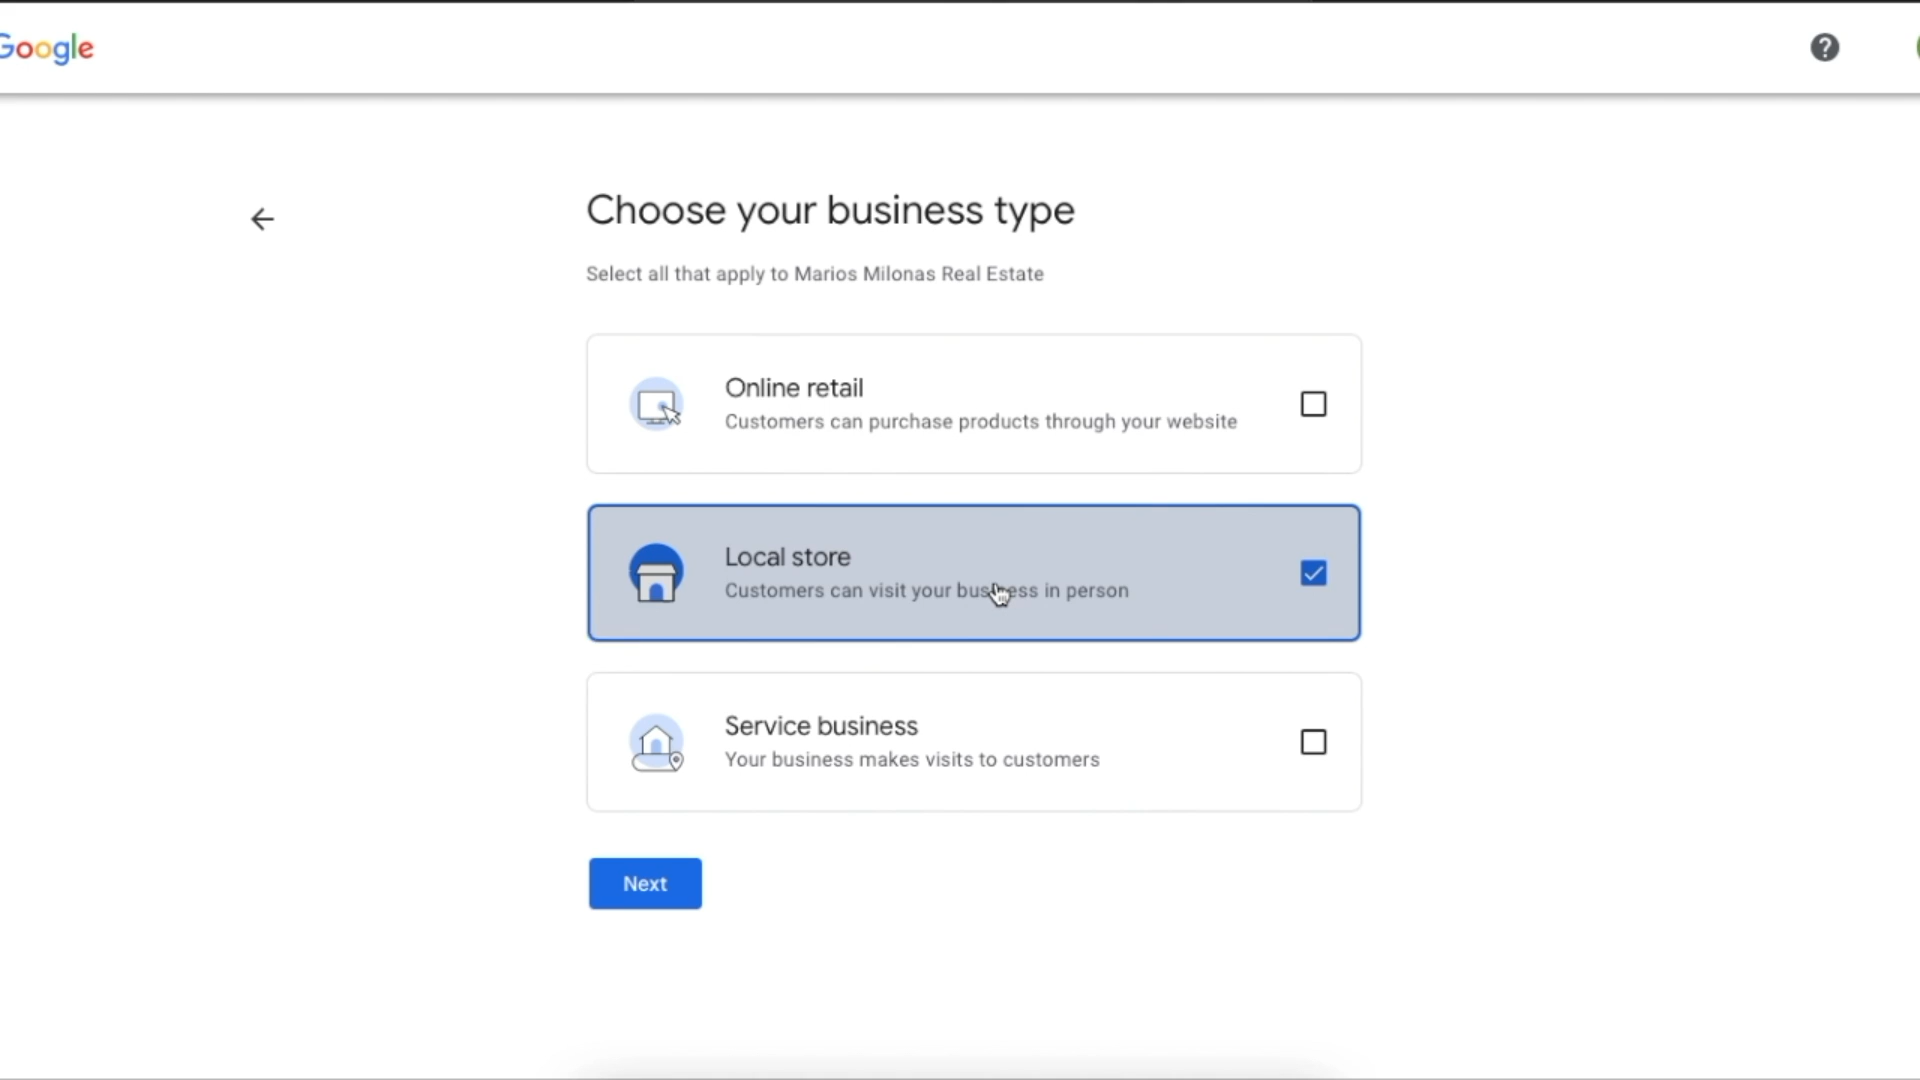 Google
Choose your business type
Select all that apply to Marios Milonas Real Estate
Online retail
Customers can purchase products through your website
Local store
Customers can visit your business in person
Service business
Your business makes visits to customers
Next